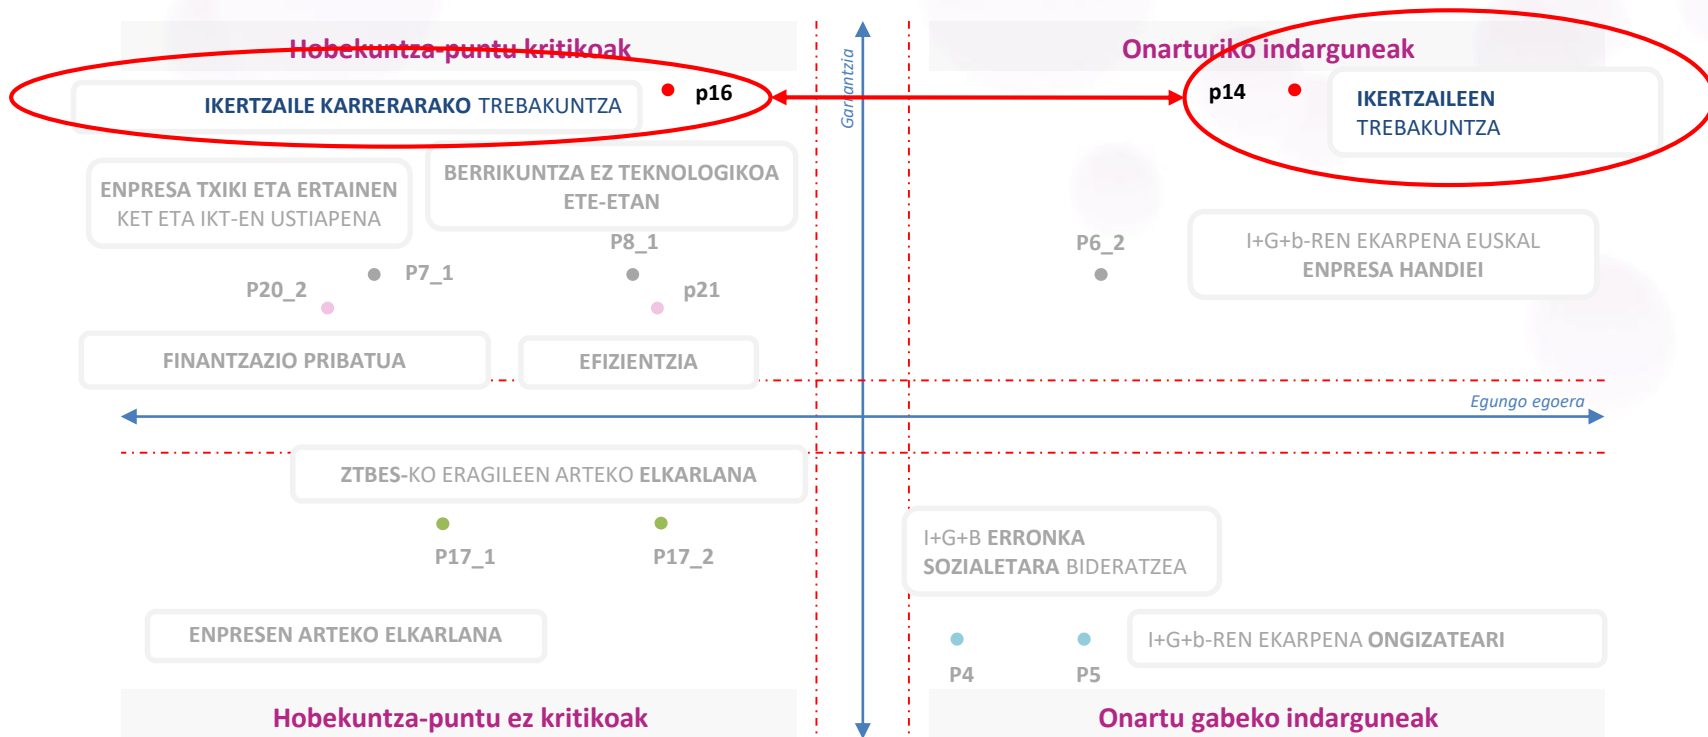 Hobekuntza-puntu kritikoak
Onarturiko indarguneak
Garrantzia
IKERTZAILE KARRERARAKO TREBAKUNTZA
p16
p14
IKERTZAILEEN
TREBAKUNTZA
ENPRESA TXIKI ETA ERTAINEN
KET ETA IKT-EN USTIAPENA
BERRIKUNTZA EZ TEKNOLOGIKOA
ETE-ETAN
P8_1
P7_1
P20_2
p21
P6_2
I+G+b-REN EKARPENA EUSKAL
ENPRESA HANDIEI
FINANTZAZIO PRIBATUA
EFIZIENTZIA
Egungo egoera
ZTBES-KO ERAGILEEN ARTEKO ELKARLANA
P17_1
P17_2
I+G+B ERRONKA
SOZIALETARA BIDERATZEA
ENPRESEN ARTEKO ELKARLANA
I+G+b-REN EKARPENA ONGIZATEARI
P4
P5
Hobekuntza-puntu ez kritikoak
Onartu gabeko indarguneak